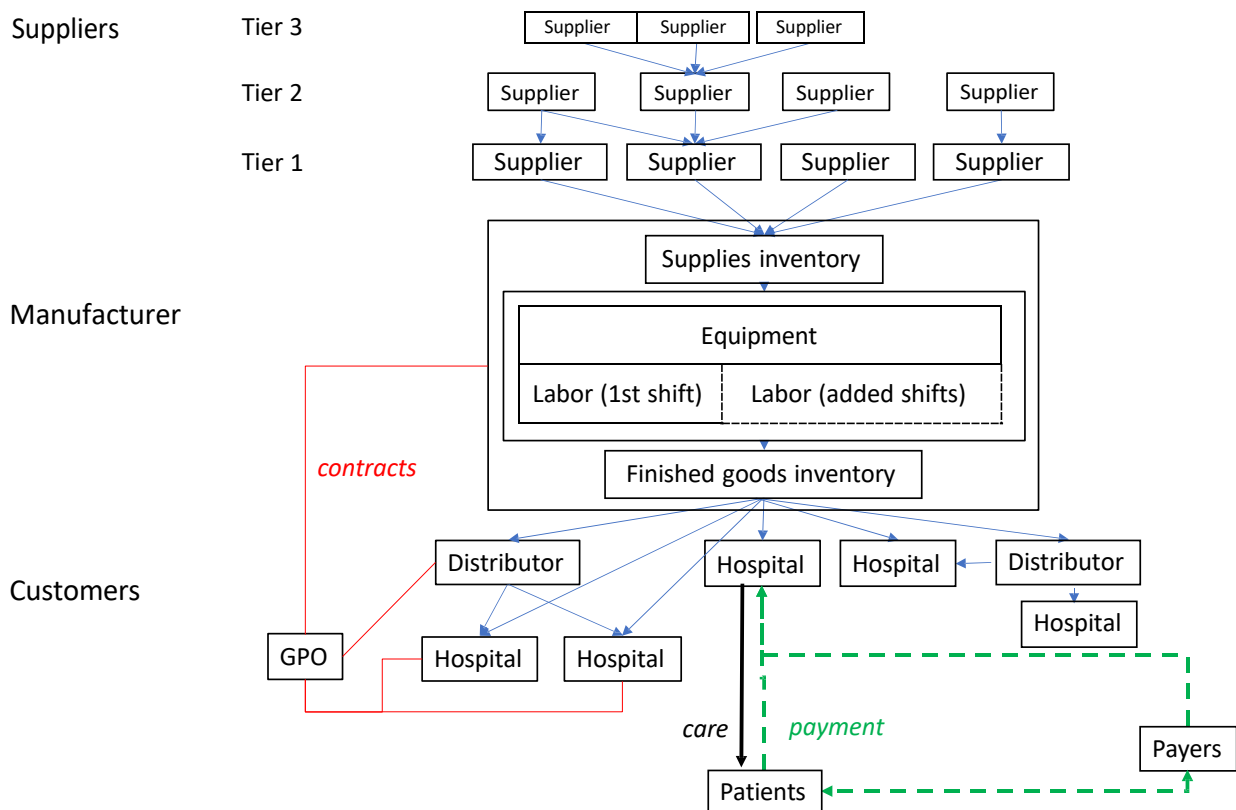 Suppliers
Tier 3
Supplier
Supplier
Supplier
Tier 2
Supplier
Supplier
Supplier
Supplier
Tier 1
Supplier
Supplier
Supplier
Supplier
Supplies inventory
Manufacturer
Equipment
Labor (1st shift)
Labor (added shifts)
contracts
Finished goods inventory
Customers
Distributor
Hospital
Hospital
Distributor
Hospital
GPO
Hospital
Hospital
care
payment
Payers
Patients